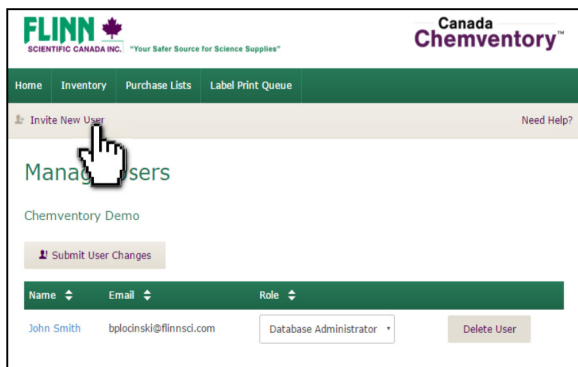 FLINN
SCIENTIFIC CANADA INC.
"Your Safer Source for Science Supplies"
Canada
Chemventory™
Home Inventory Purchase Lists Label Print Queue
Invite New User
Need Help?
Manage Users
Chemventory Demo
Submit User Changes
Name Email Role
John Smith bplocinski@flinnsci.com Database Administrator Delete User